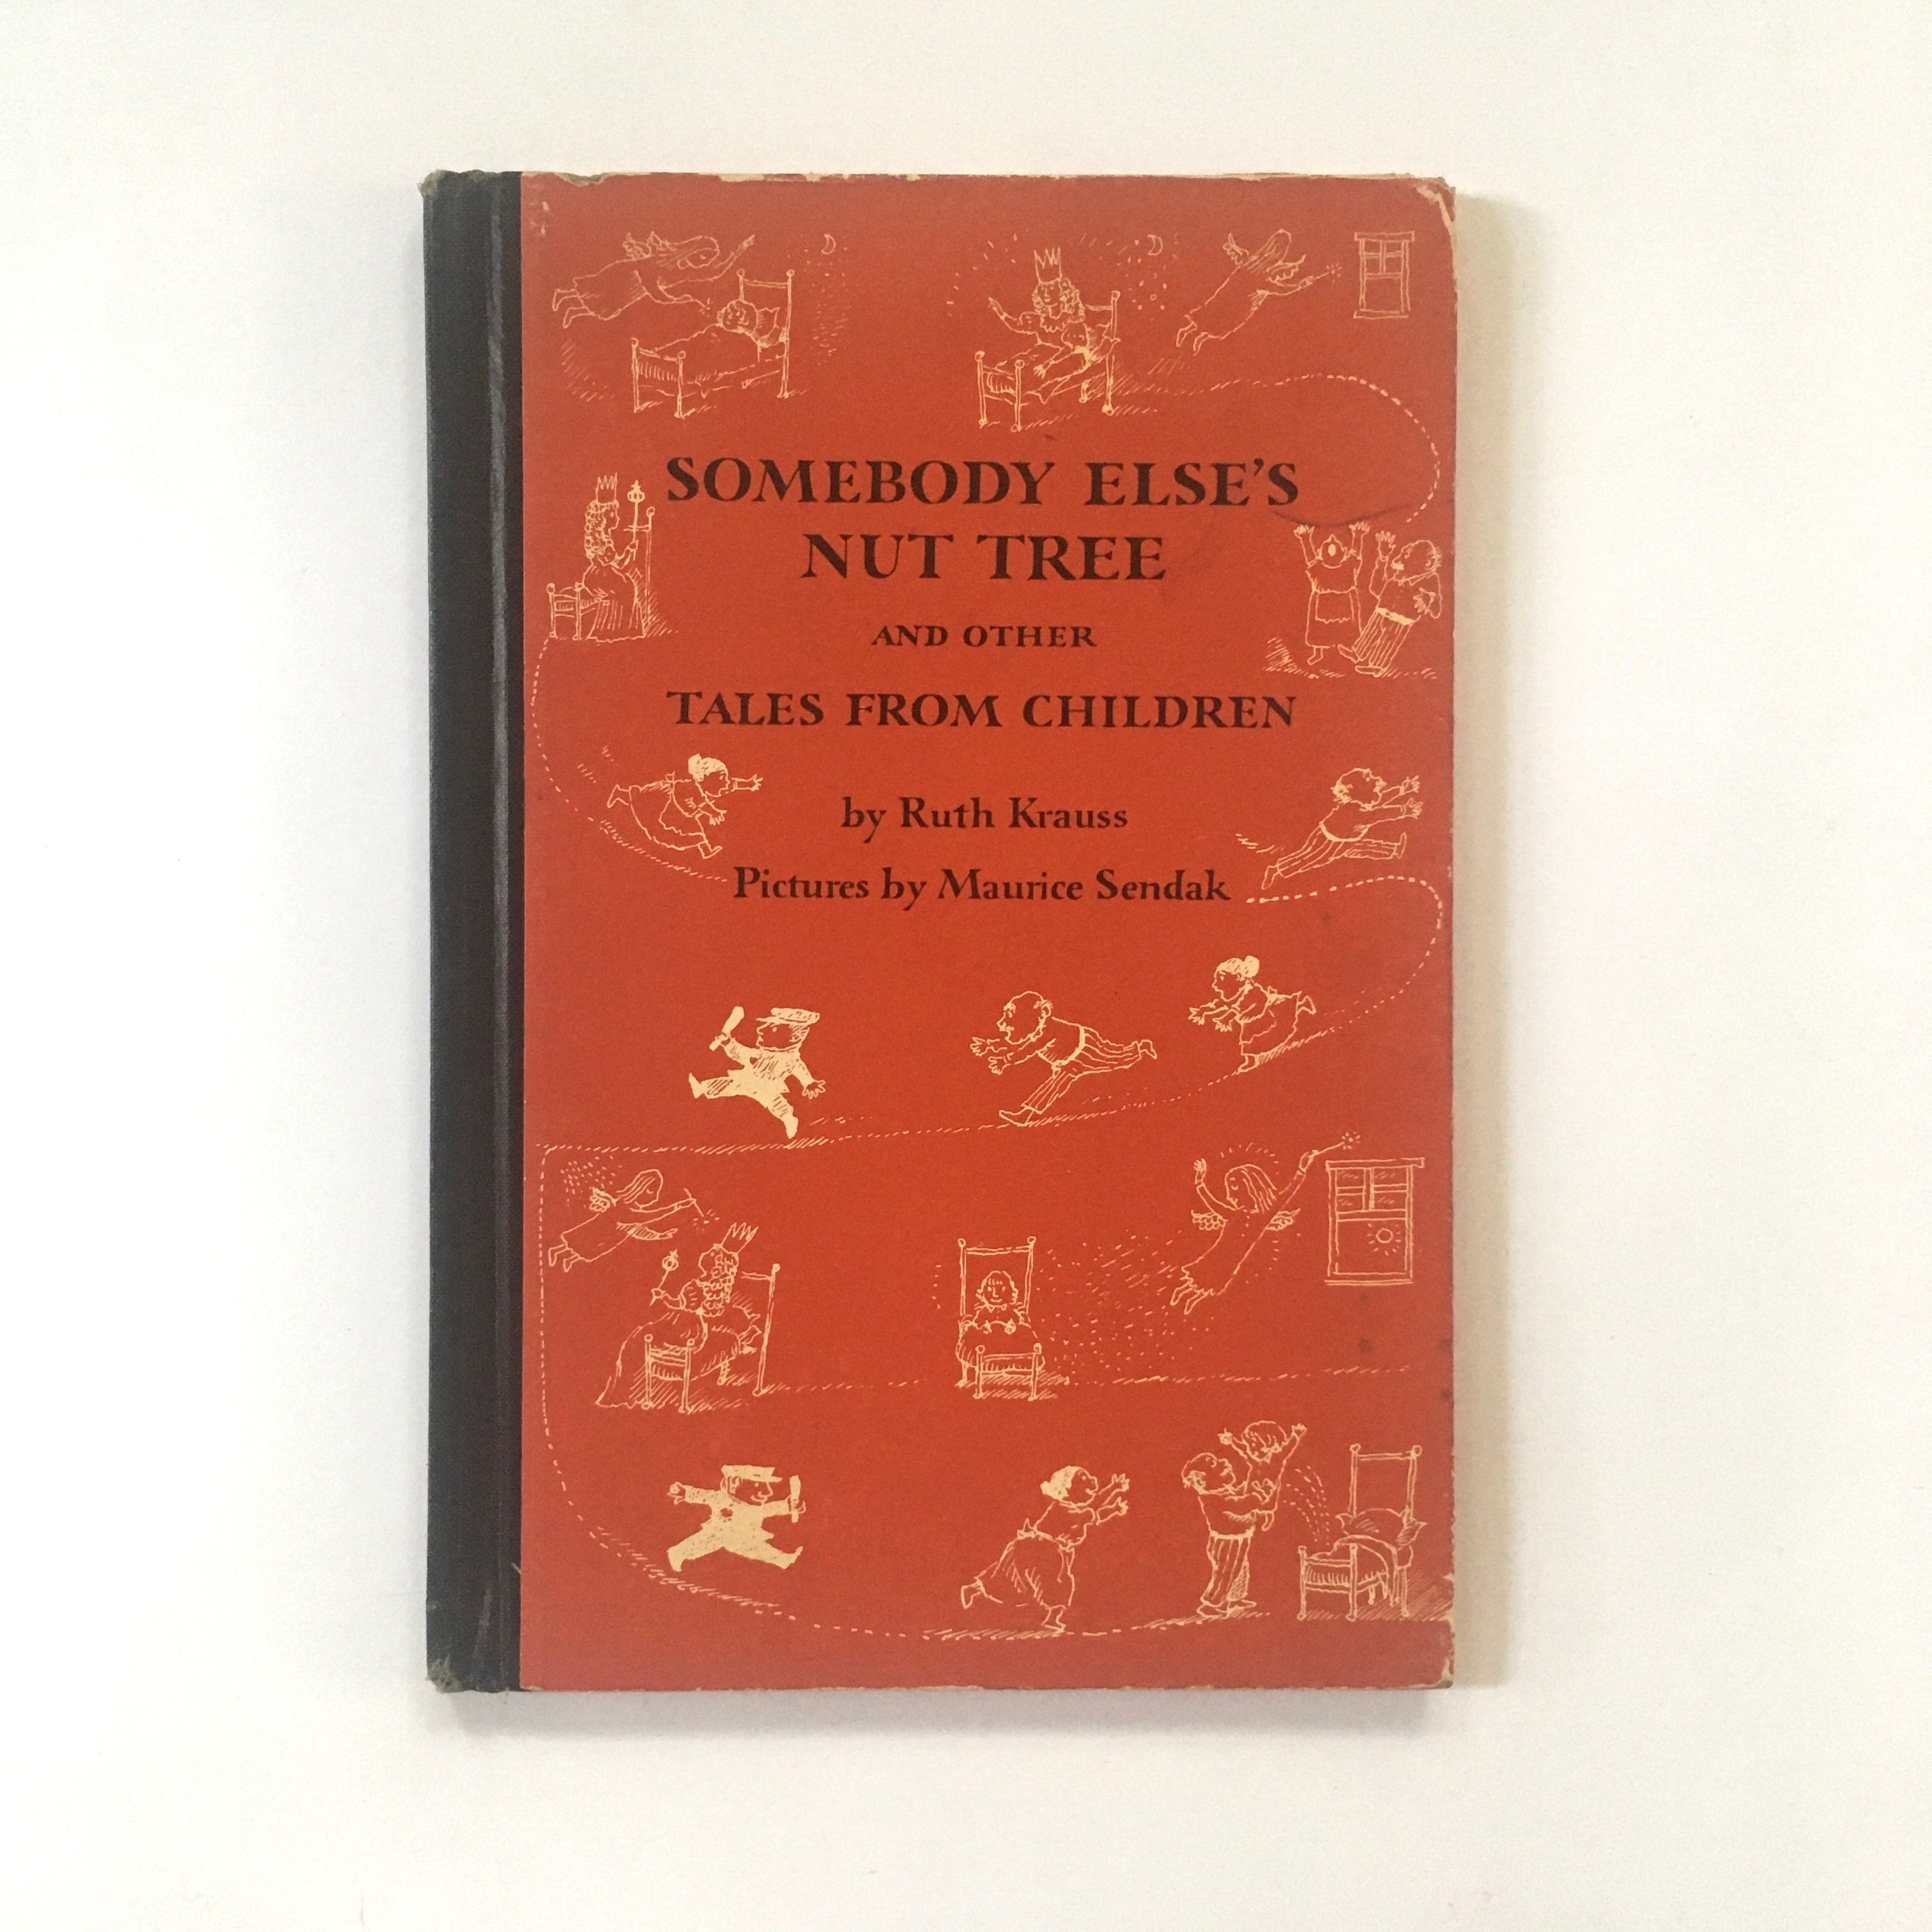 SOMEBODY ELSE'S
NUT TREE
AND OTHER
TALES FROM CHILDREN
by Ruth Krauss
Pictures by Maurice Sendak